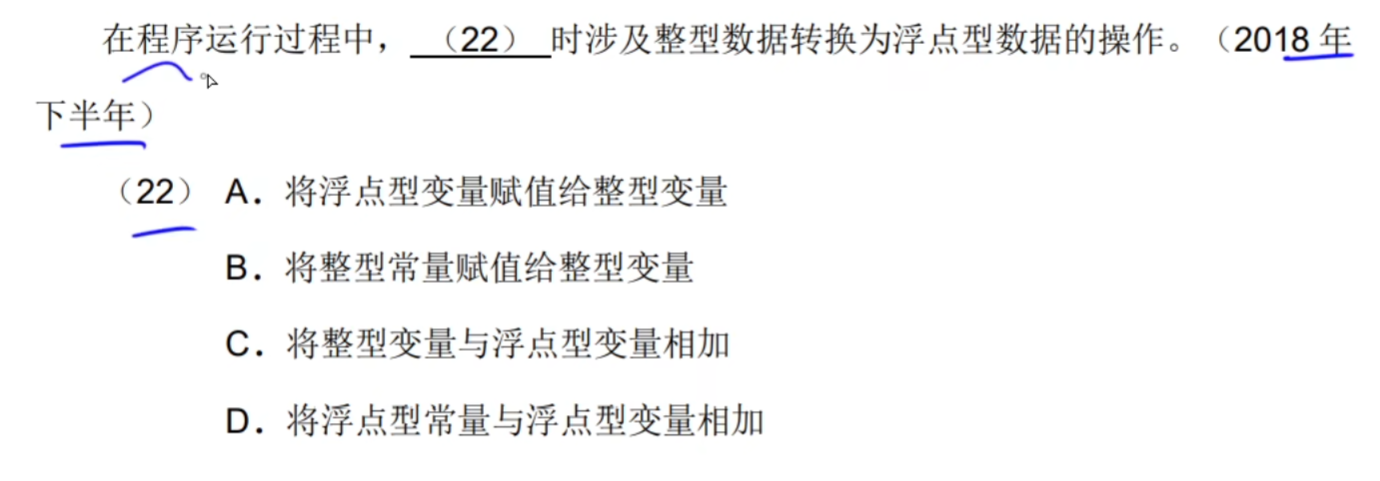 在程序运行过程中，（22）时涉及整型数据转换为浮点型数据的操作。（2018 年
下半年）
（22） A．将浮点型变量赋值给整型变量
B．将整型常量赋值给整型变量
C．将整型变量与浮点型变量相加
D．将浮点型常量与浮点型变量相加